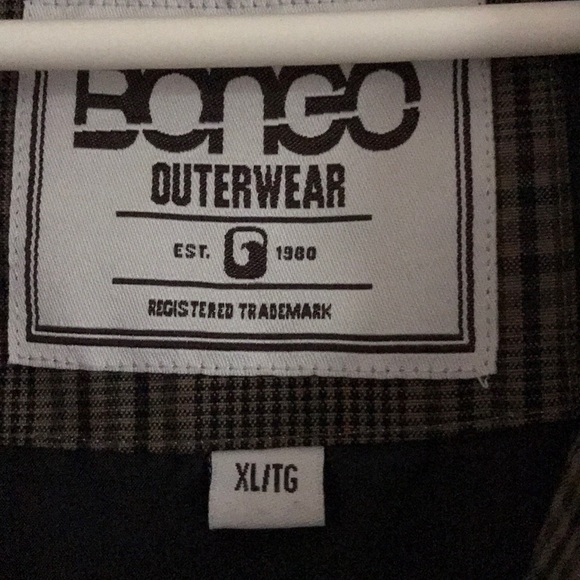 BONGO
OUTERWEAR
EST. 1980
REGISTERED TRADEMARK
XL/TG